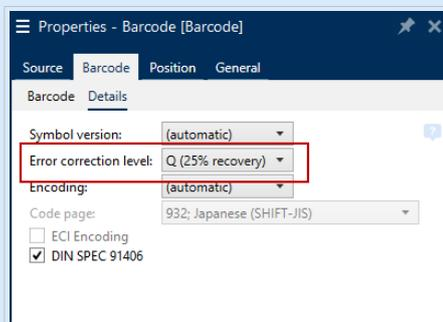 Properties - Barcode [Barcode]
Source Barcode Position General
Barcode Details
Symbol version: (automatic)
Error correction level: Q (25% recovery)
Encoding: (automatic)
Code page: 932; Japanese (SHIFT-JIS)
ECI Encoding
DIN SPEC 91406
?